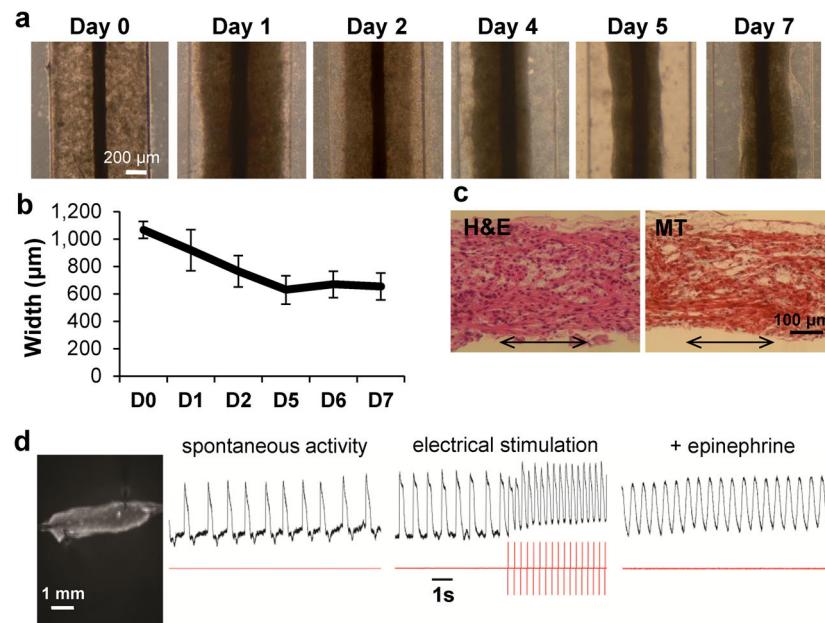 a
Day 0 Day 1 Day 2 Day 4 Day 5 Day 7
200 µm
b
1,200
1,000
800
600
400
200
0
Width (µm)
D0 D1 D2 D5 D6 D7
c
H&E MT
100 µm
d
spontaneous activity electrical stimulation + epinephrine
1 mm
1s